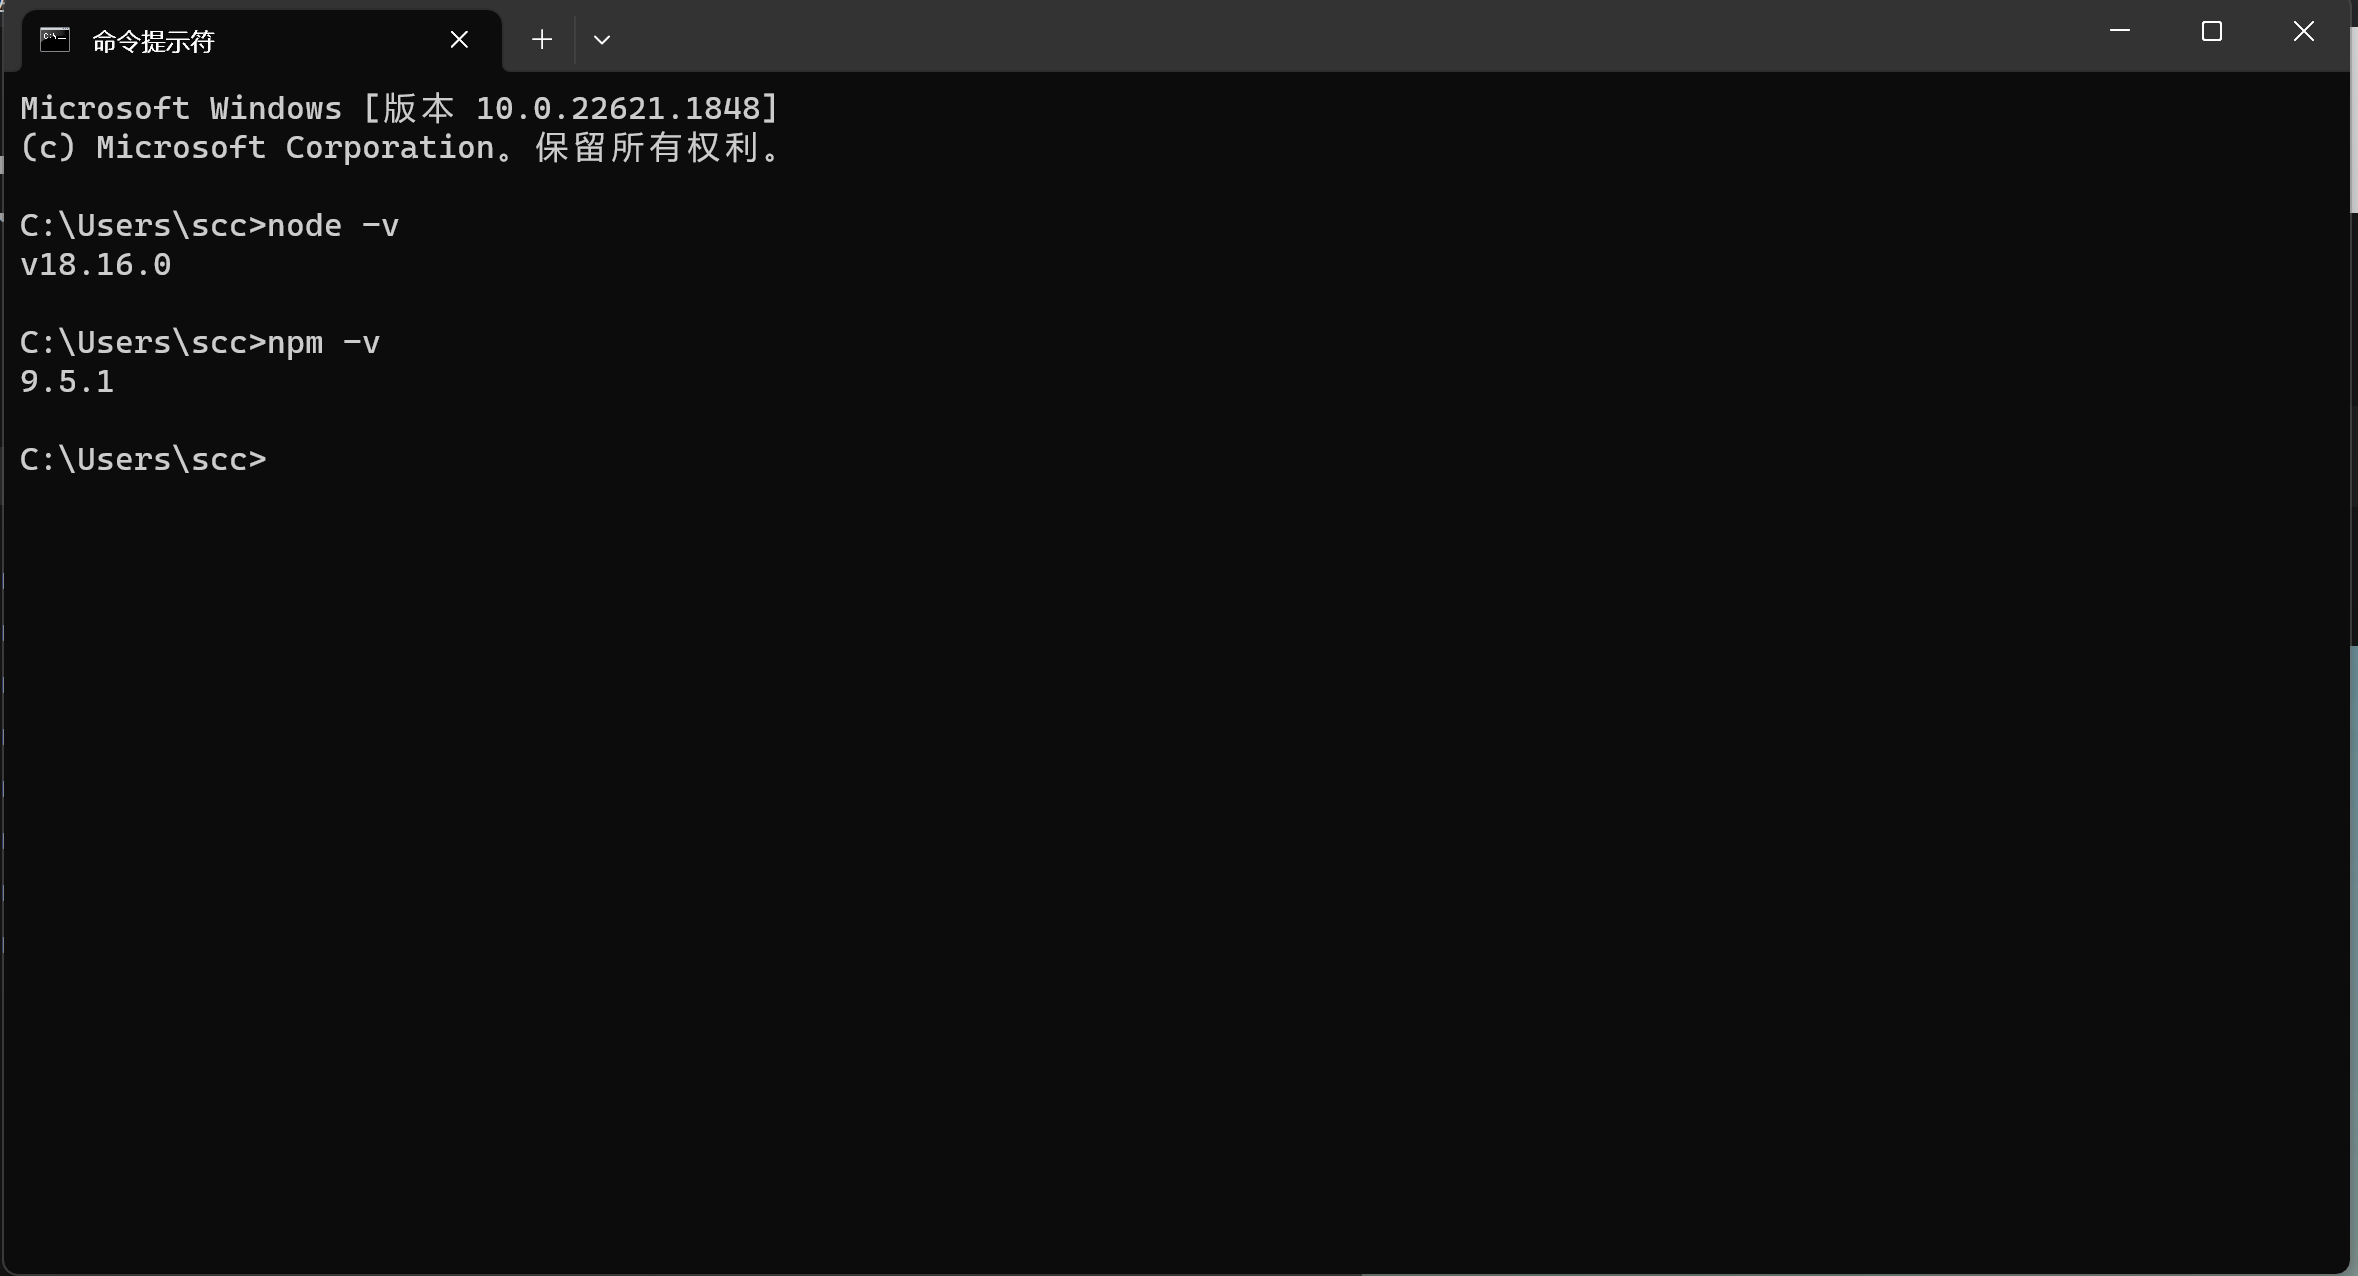 命令提示符
Microsoft Windows [版本 10.0.22621.1848]
(c) Microsoft Corporation。保留所有权利。
C:\Users\scc>node -v
v18.16.0
C:\Users\scc>npm -v
9.5.1
C:\Users\scc>